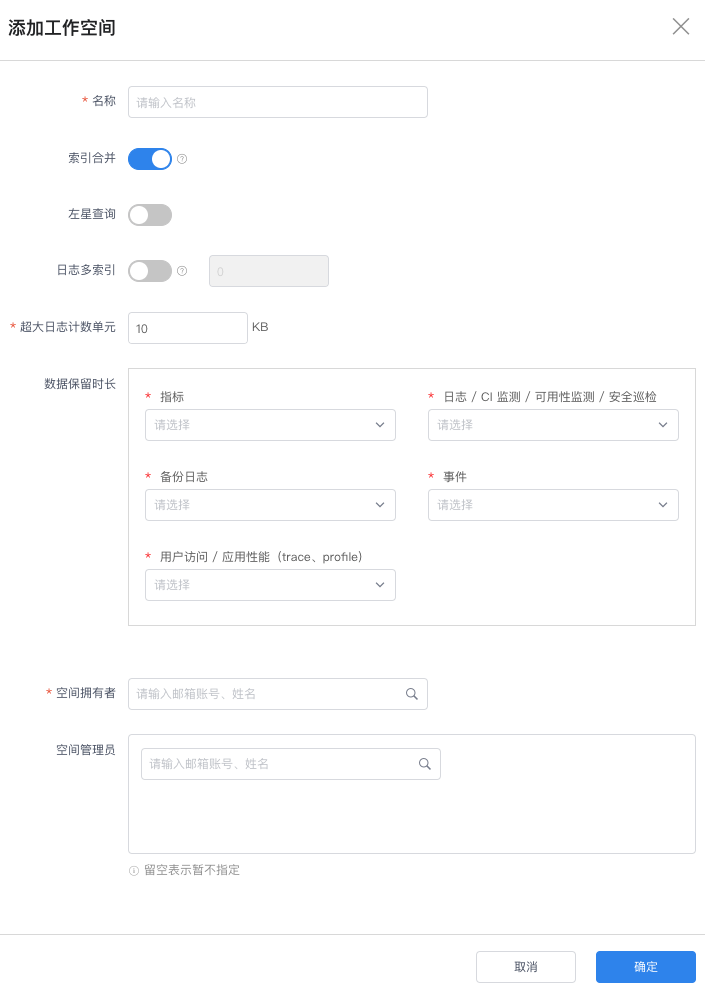 添加工作空间
* 名称
请输入名称
索引合并
左星查询
日志多索引
0
* 超大日志计数单元
10
KB
数据保留时长
* 指标
* 日志 / CI 监测 / 可用性监测 / 安全巡检
请选择
请选择
* 备份日志
* 事件
请选择
请选择
* 用户访问 / 应用性能（trace、profile）
请选择
* 空间拥有者
请输入邮箱账号、姓名
空间管理员
请输入邮箱账号、姓名
留空表示暂不指定
取消
确定